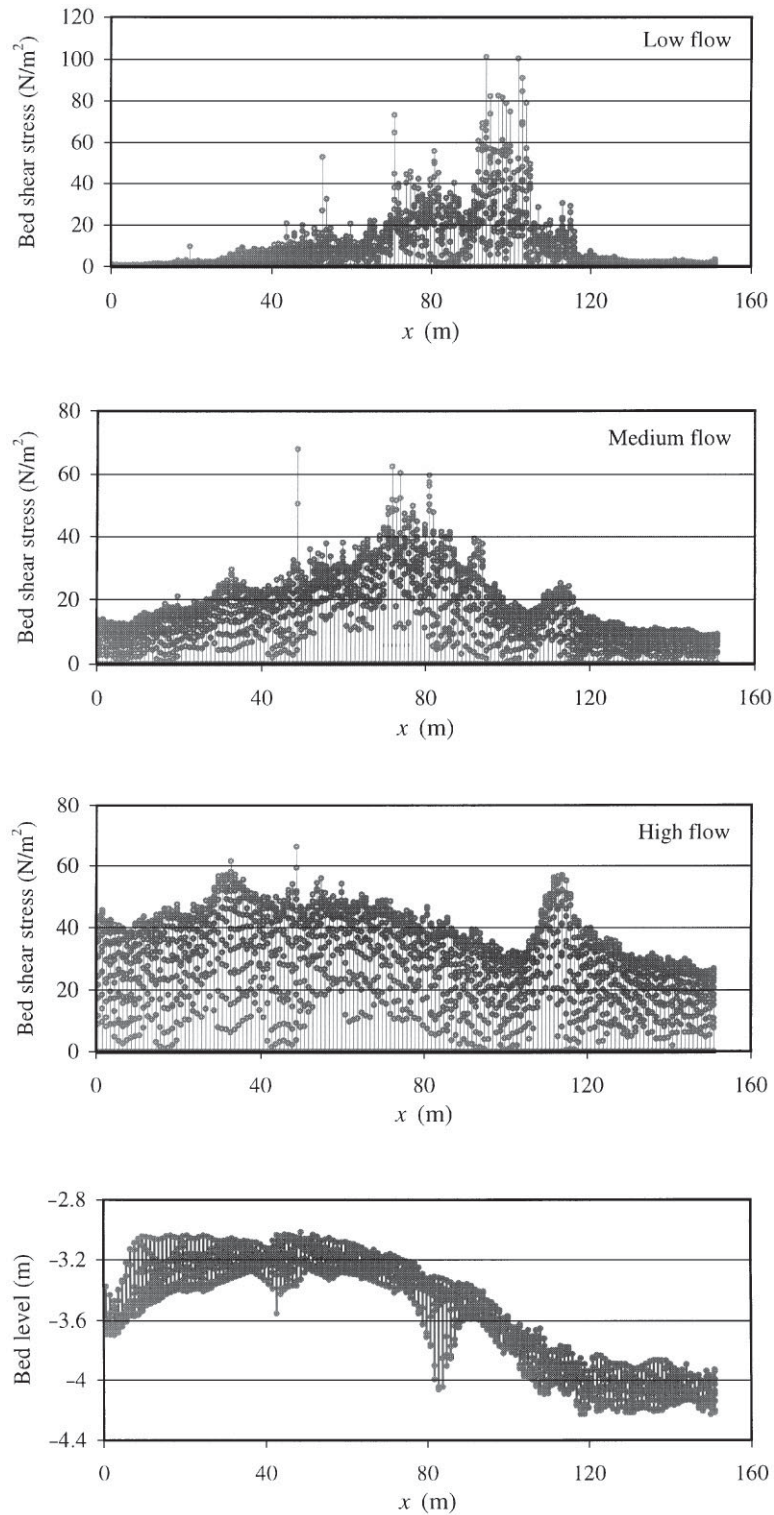 Bed shear stress (N/m²)
120
100
80
60
40
20
0
Low flow
0 40 80 120 160
x (m)
Bed shear stress (N/m²)
80
60
40
20
0
Medium flow
0 40 80 120 160
x (m)
Bed shear stress (N/m²)
80
60
40
20
0
High flow
0 40 80 120 160
x (m)
Bed level (m)
−2.8
−3.2
−3.6
−4
−4.4
0 40 80 120 160
x (m)